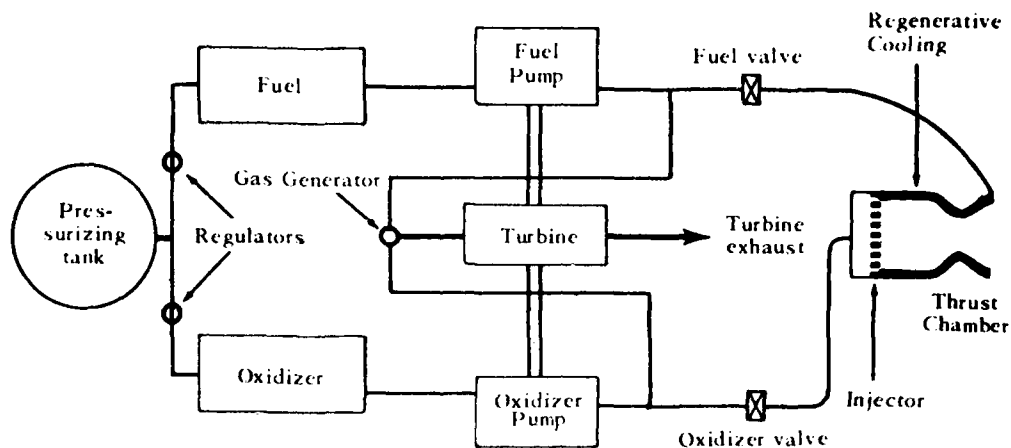 Regenerative
Cooling
Fuel
Pump
Fuel valve
Fuel
Gas Generator
Pres-
surizing
tank
Regulators
Turbine
Turbine
exhaust
Thrust
Chamber
Oxidizer
Oxidizer
Pump
Injector
Oxidizer valve